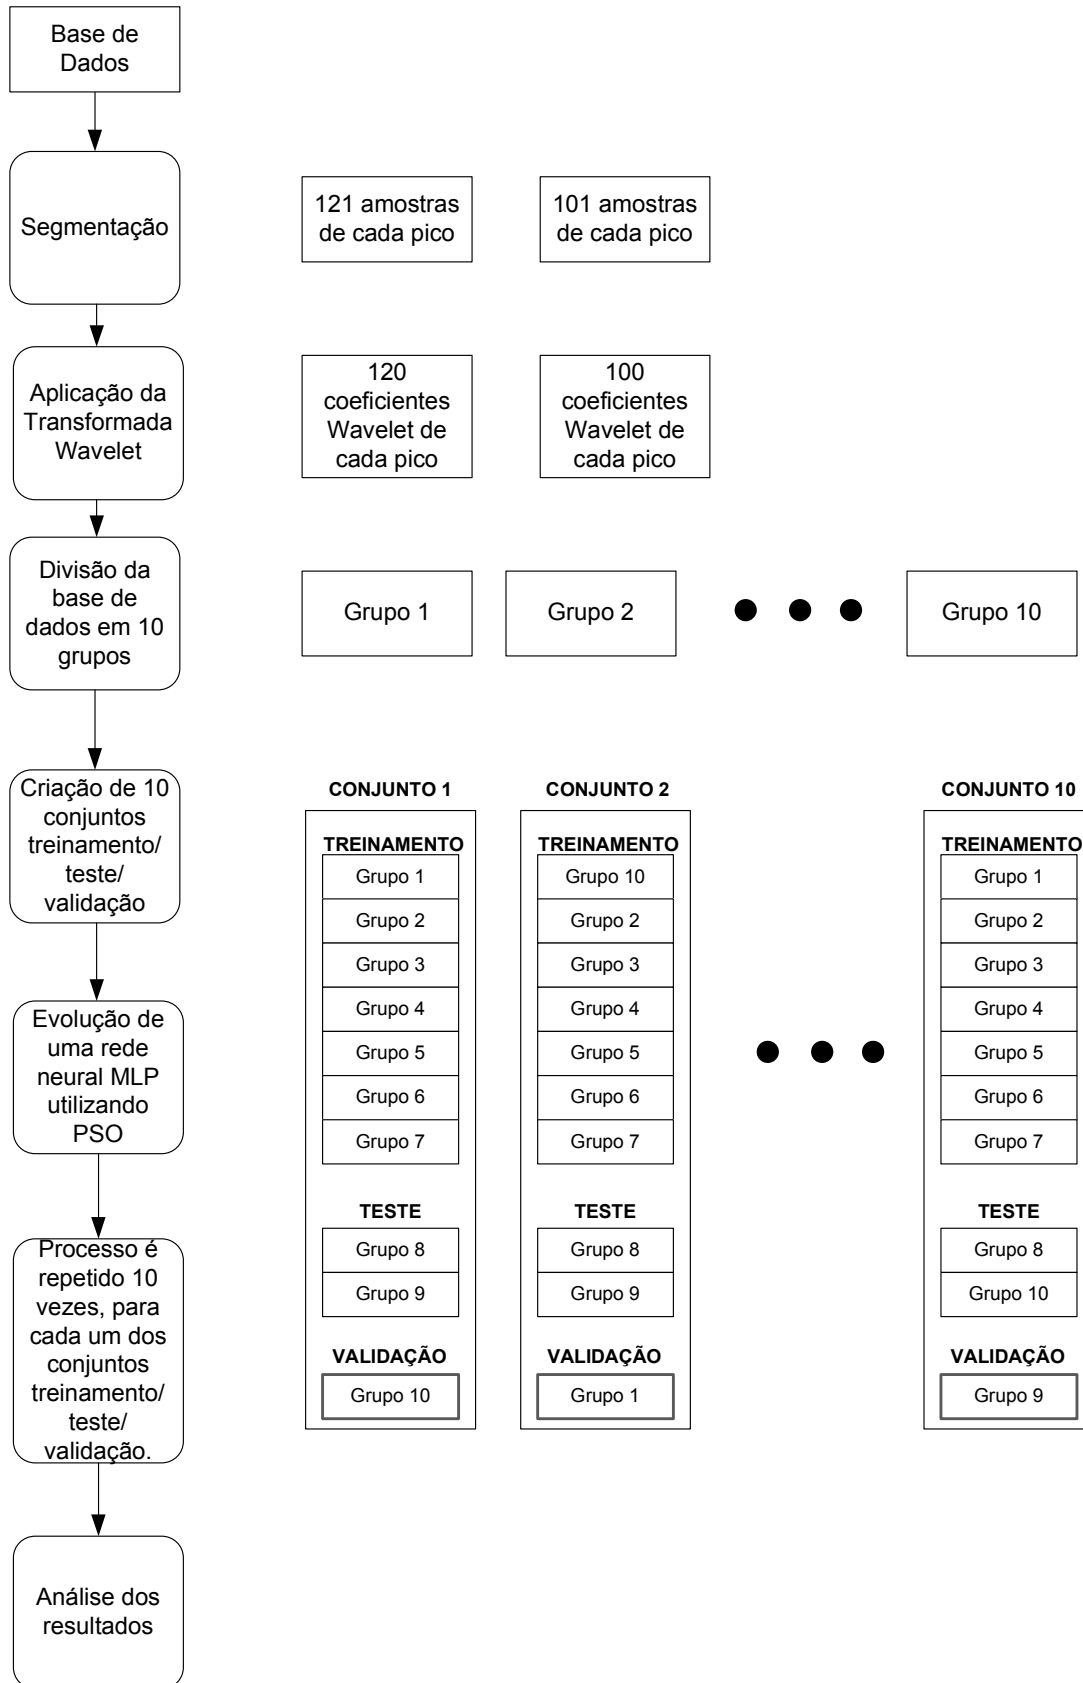 Base de
Dados
Segmentação
121 amostras
de cada pico
101 amostras
de cada pico
Aplicação da
Transformada
Wavelet
120
coeficientes
Wavelet de
cada pico
100
coeficientes
Wavelet de
cada pico
Divisão da
base de
dados em 10
grupos
Grupo 1
Grupo 2
Grupo 10
Criação de 10
conjuntos
treinamento/
teste/
validação
Evolução de
uma rede
neural MLP
utilizando
PSO
Processo é
repetido 10
vezes, para
cada um dos
conjuntos
treinamento/
teste/
validação.
Análise dos
resultados
CONJUNTO 1
TREINAMENTO
Grupo 1
Grupo 2
Grupo 3
Grupo 4
Grupo 5
Grupo 6
Grupo 7
TESTE
Grupo 8
Grupo 9
VALIDAÇÃO
Grupo 10
CONJUNTO 2
TREINAMENTO
Grupo 10
Grupo 2
Grupo 3
Grupo 4
Grupo 5
Grupo 6
Grupo 7
TESTE
Grupo 8
Grupo 9
VALIDAÇÃO
Grupo 1
CONJUNTO 10
TREINAMENTO
Grupo 1
Grupo 2
Grupo 3
Grupo 4
Grupo 5
Grupo 6
Grupo 7
TESTE
Grupo 8
Grupo 10
VALIDAÇÃO
Grupo 9